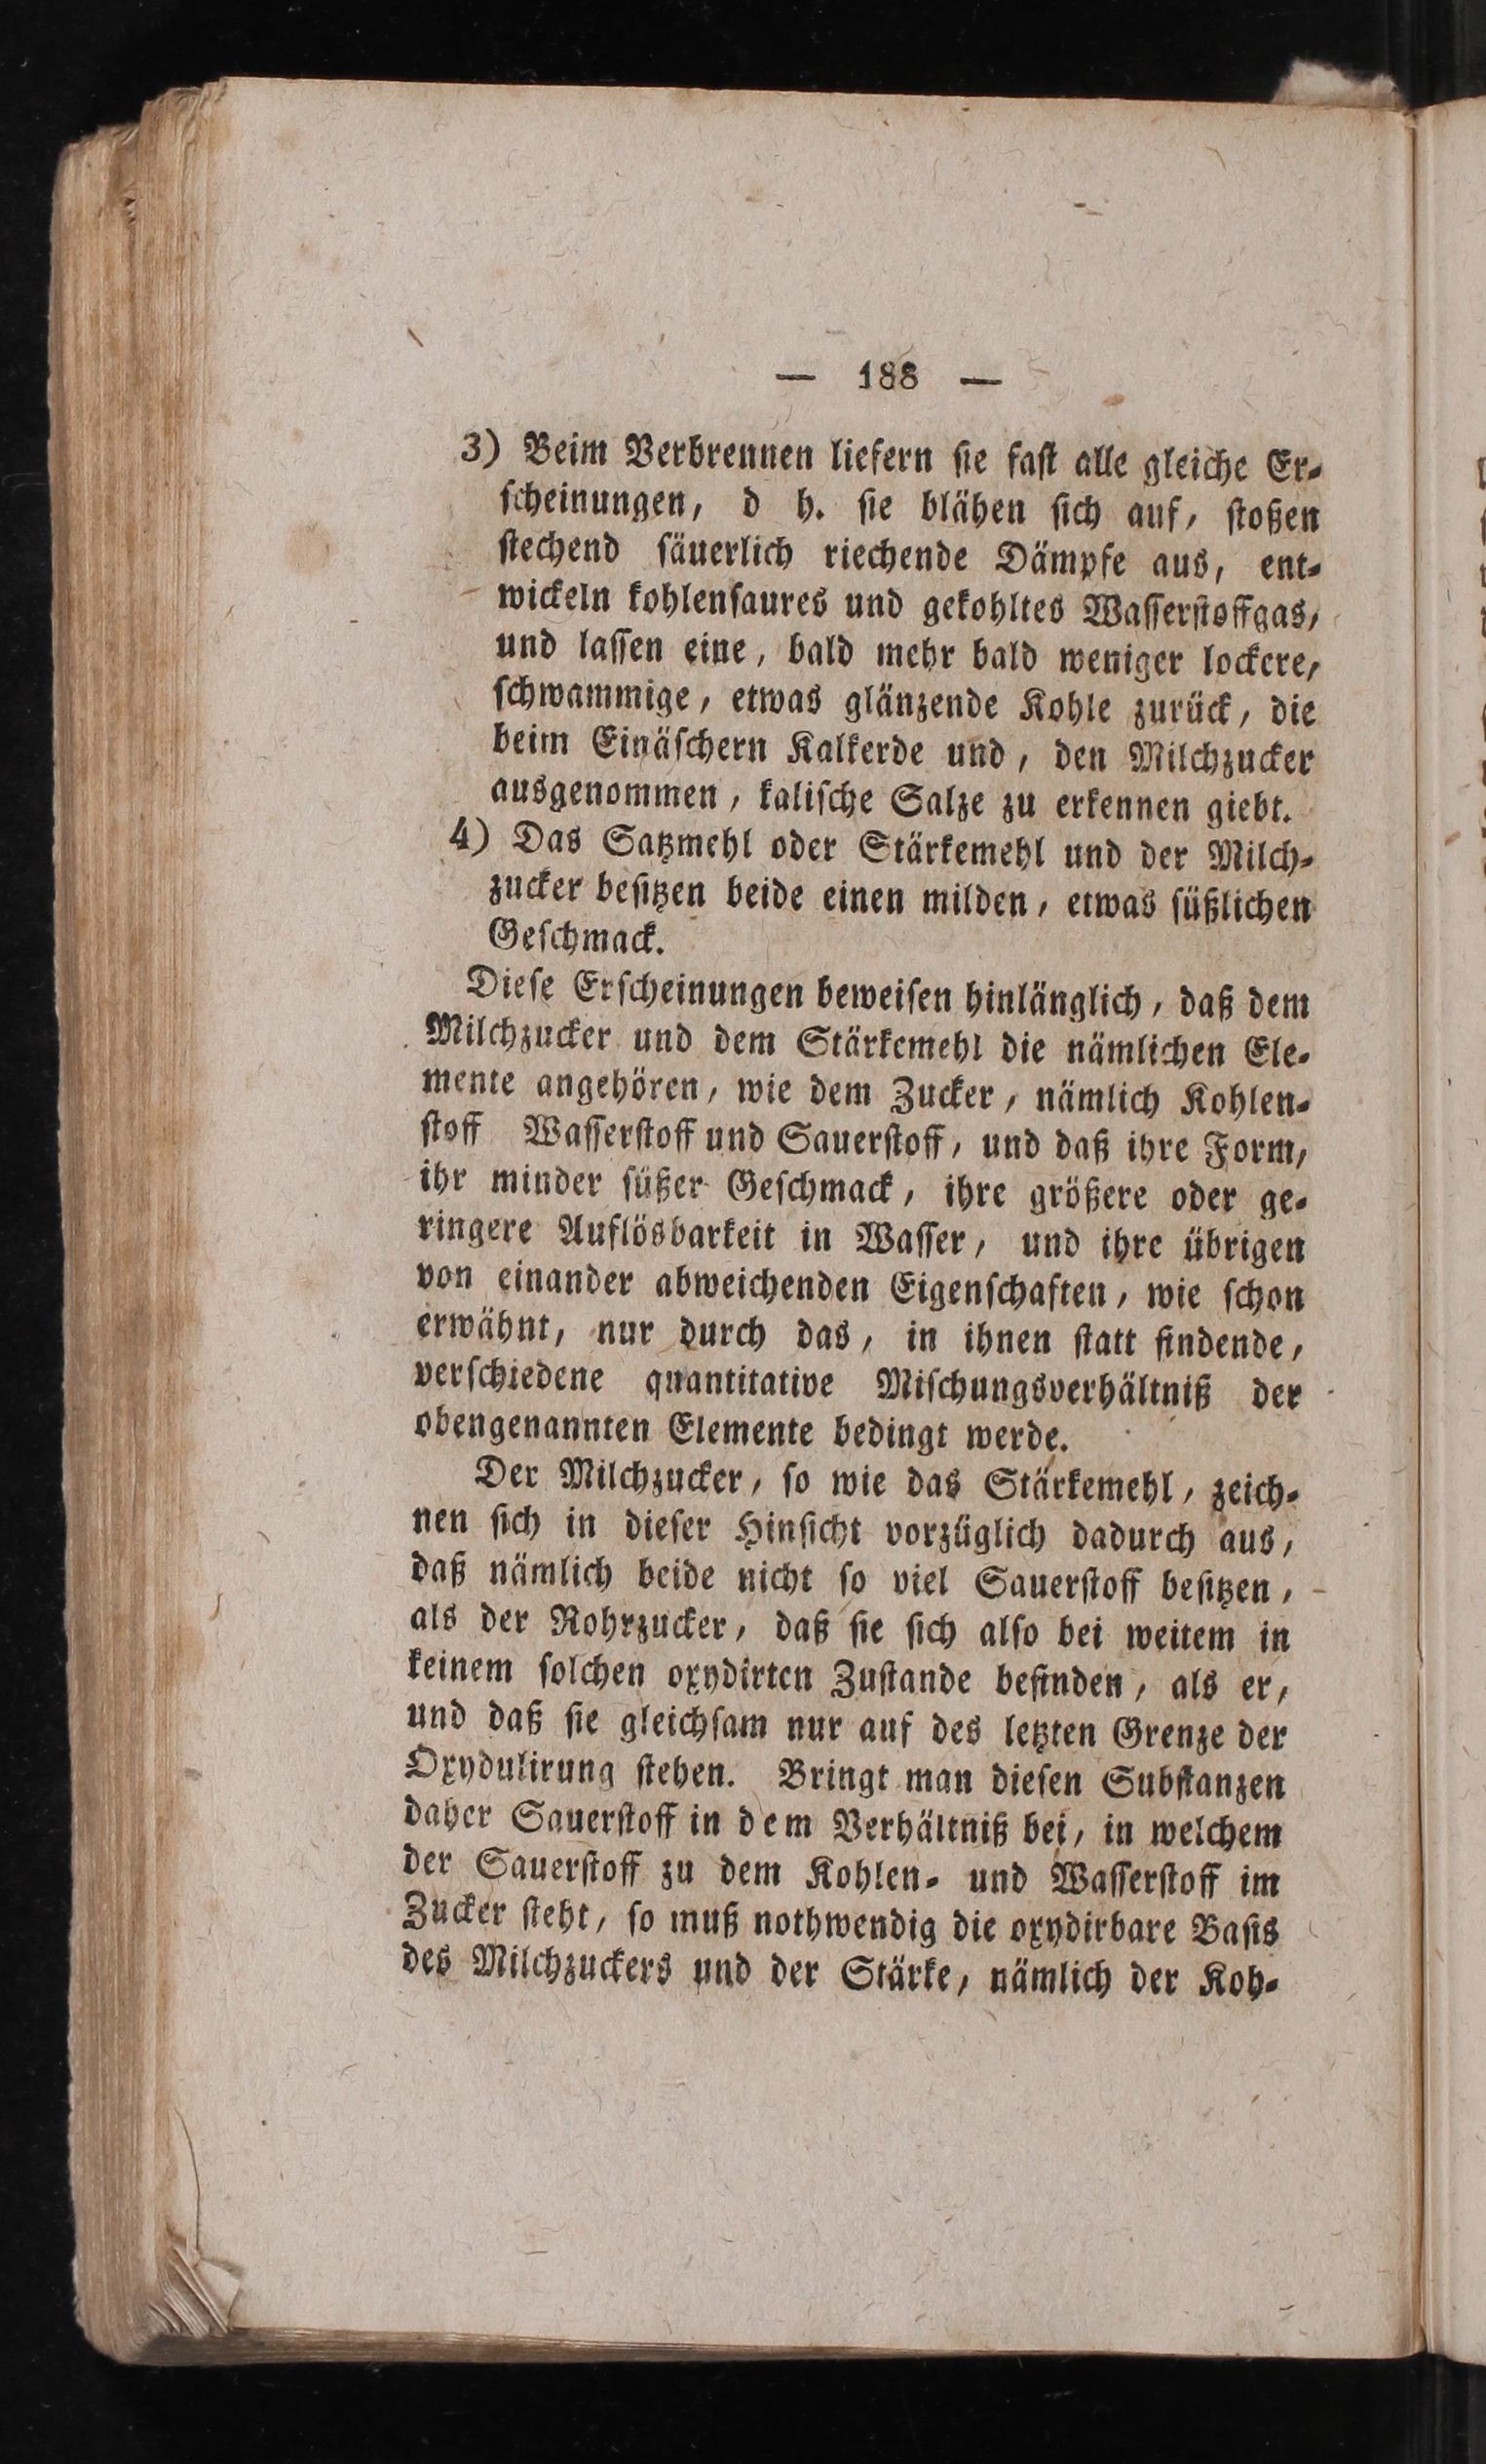 — 188 —
3) Beim Verbrennen liefern ſie faſt alle gleiche Er-
ſcheinungen, d h. ſie blähen ſich auf, ſtoßen
ſtechend ſäuerlich riechende Dämpfe aus, ent-
wickeln kohlenſaures und gekohltes Waſſerſtoffgas,
und laſſen eine, bald mehr bald weniger lockere,
ſchwammige, etwas glänzende Kohle zurück, die
beim Einäſchern Kalkerde und, den Milchzucker
ausgenommen, kaliſche Salze zu erkennen giebt.
4) Das Satzmehl oder Stärkemehl und der Milch-
zucker beſitzen beide einen milden, etwas ſüßlichen
Geſchmack.
Dieſe Erſcheinungen beweiſen hinlänglich, daß dem
Milchzucker und dem Stärkemehl die nämlichen Ele-
mente angehören, wie dem Zucker, nämlich Kohlen-
ſtoff Waſſerſtoff und Sauerſtoff, und daß ihre Form,
ihr minder ſüßer Geſchmack, ihre größere oder ge-
ringere Auflösbarkeit in Waſſer, und ihre übrigen
von einander abweichenden Eigenſchaften, wie ſchon
erwähnt, nur durch das, in ihnen ſtatt findende,
verſchiedene quantitative Miſchungsverhältniß der
obengenannten Elemente bedingt werde.
Der Milchzucker, ſo wie das Stärkemehl, zeich-
nen ſich in dieſer Hinſicht vorzüglich dadurch aus,
daß nämlich beide nicht ſo viel Sauerſtoff beſitzen,
als der Rohrzucker, daß ſie ſich alſo bei weitem in
keinem ſolchen oxydirten Zuſtande befinden, als er,
und daß ſie gleichſam nur auf des letzten Grenze der
Oxydulirung ſtehen. Bringt man dieſen Subſtanzen
daher Sauerſtoff in dem Verhältniß bei, in welchem
der Sauerſtoff zu dem Kohlen- und Waſſerſtoff im
Zucker ſteht, ſo muß nothwendig die oxydirbare Baſis
des Milchzuckers und der Stärke, nämlich der Koh-